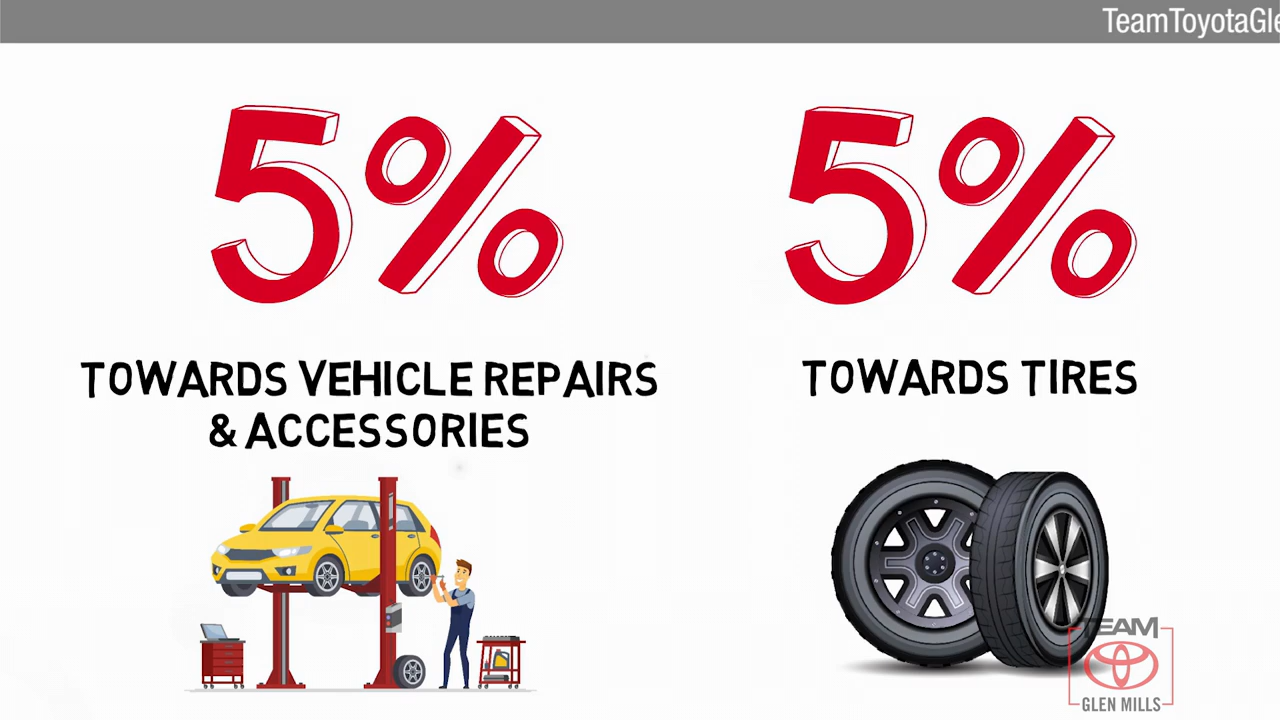 TeamToyotaGle
5% 5%
TOWARDS VEHICLE REPAIRS
& ACCESSORIES
TOWARDS TIRES
TEAM
GLEN MILLS